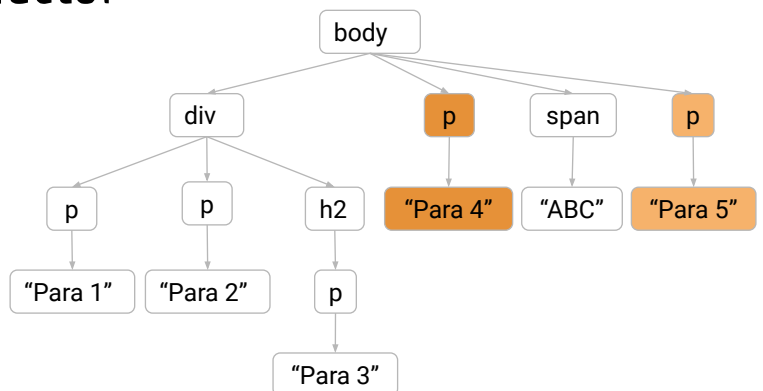 body
div
p
span
p
p
p
h2
“Para 4”
“ABC”
“Para 5”
“Para 1”
“Para 2”
p
“Para 3”